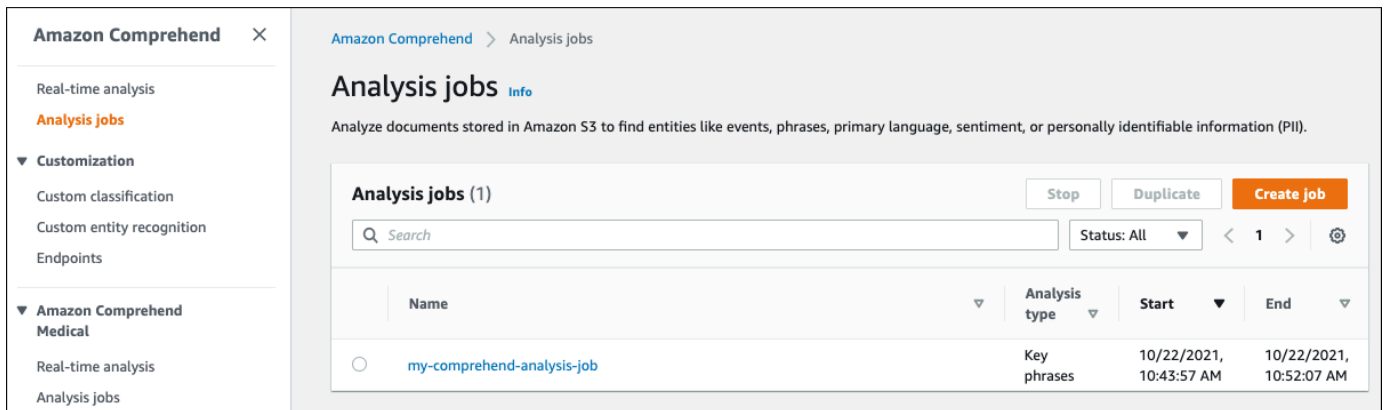 Amazon Comprehend
Real-time analysis
Analysis jobs
Customization
Custom classification
Custom entity recognition
Endpoints
Amazon Comprehend
Medical
Real-time analysis
Analysis jobs
Amazon Comprehend > Analysis jobs
Analysis jobs Info
Analyze documents stored in Amazon S3 to find entities like events, phrases, primary language, sentiment, or personally identifiable information (PII).
Analysis jobs (1) Stop Duplicate Create job
Search Status: All < 1 >
Name Analysis type Start End
my-comprehend-analysis-job Key phrases 10/22/2021, 10:43:57 AM 10/22/2021, 10:52:07 AM